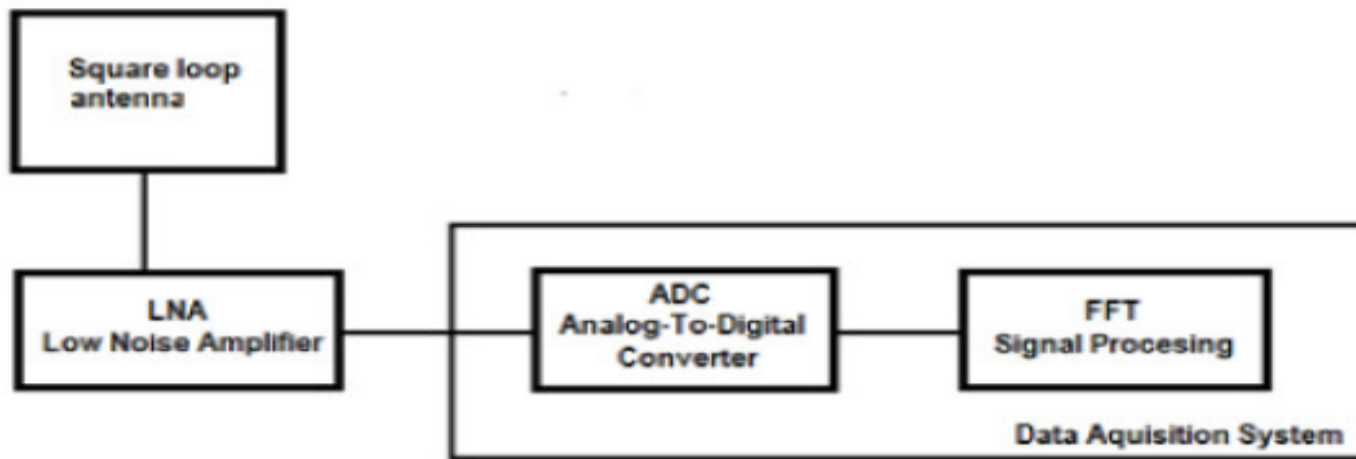 Square loop
antenna
LNA
Low Noise Amplifier
ADC
Analog-To-Digital
Converter
FFT
Signal Procesing
Data Aquisition System